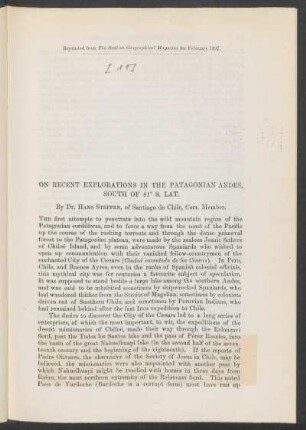 Reprinted from The Scottish Geographical Magazine for February 1897.
[11]
ON RECENT EXPLORATIONS IN THE PATAGONIAN ANDES,
SOUTH OF 41° S. LAT.
By Dr. Hans Steffen, of Santiago de Chile, Corr. Member.
The first attempts to penetrate into the wild mountain region of the
Patagonian cordilleras, and to force a way from the coast of the Pacific
up the course of the rushing torrents and through the dense primeval
forest to the Patagonian plateau, were made by the zealous Jesuit fathers
of Chiloé Island, and by some adventurous Spaniards who wished to
open up communication with their vanished fellow-countrymen of the
enchanted City of the Cæsars (Ciudad encantada de los Césares). In Peru,
Chile, and Buenos Ayres, even in the ranks of Spanish colonial officials,
this mythical city for centuries a favourite subject of speculation.
It was supposed to stand beside a large lake among the southern Andes,
and was said to be inhabited sometimes by shipwrecked Spaniards, who
had wandered thither from the Straits of Magellan, sometimes by colonists
driven out of Southern Chile, and sometimes by Peruvian Indians, who
had remained behind after the last Inca expedition to Chile.
The desire to discover the City of the Cæsars led to a long series of
enterprises, of which the most important, to wit, the expeditions of the
Jesuit missionaries of Chiloé, made their way through the Reloncavi
fiord, past the Todos los Santos lake and the pass of Perez Rosales, into
the basin of the great Nahuelhuapi lake (in the second half of the seven-
teenth century and the beginning of the eighteenth). If the reports of
Padre Olivares, the chronicler of the Society of Jesus in Chile, may be
believed, the missionaries were also acquainted with another pass by
which Nahuelhuapi might be reached with horses in three days from
Ralun, the most northern extremity of the Reloncavi fiord. This noted
Paso de Vuriloche (Bariloche is a corrupt form) must have run up